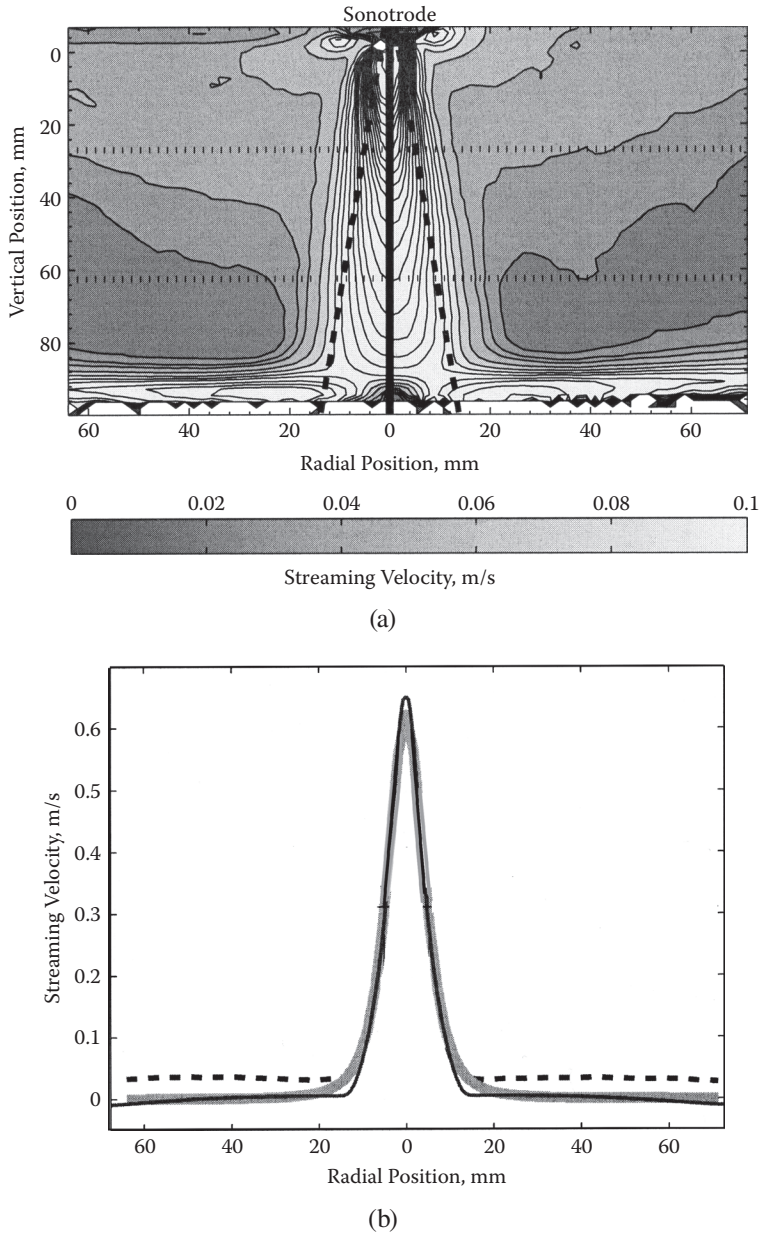 Sonotrode
0
20
40
60
80
Vertical Position, mm
60 40 20 0 20 40 60
Radial Position, mm
0 0.02 0.04 0.06 0.08 0.1
Streaming Velocity, m/s
(a)
0.6
0.5
0.4
0.3
0.2
0.1
0
Streaming Velocity, m/s
60 40 20 0 20 40 60
Radial Position, mm
(b)